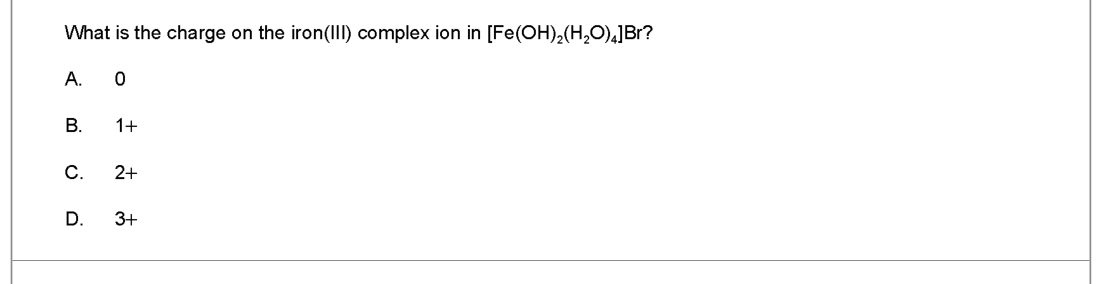 What is the charge on the iron(III) complex ion in [Fe(OH)₂(H₂O)₄]Br?
A. 0
B. 1+
C. 2+
D. 3+